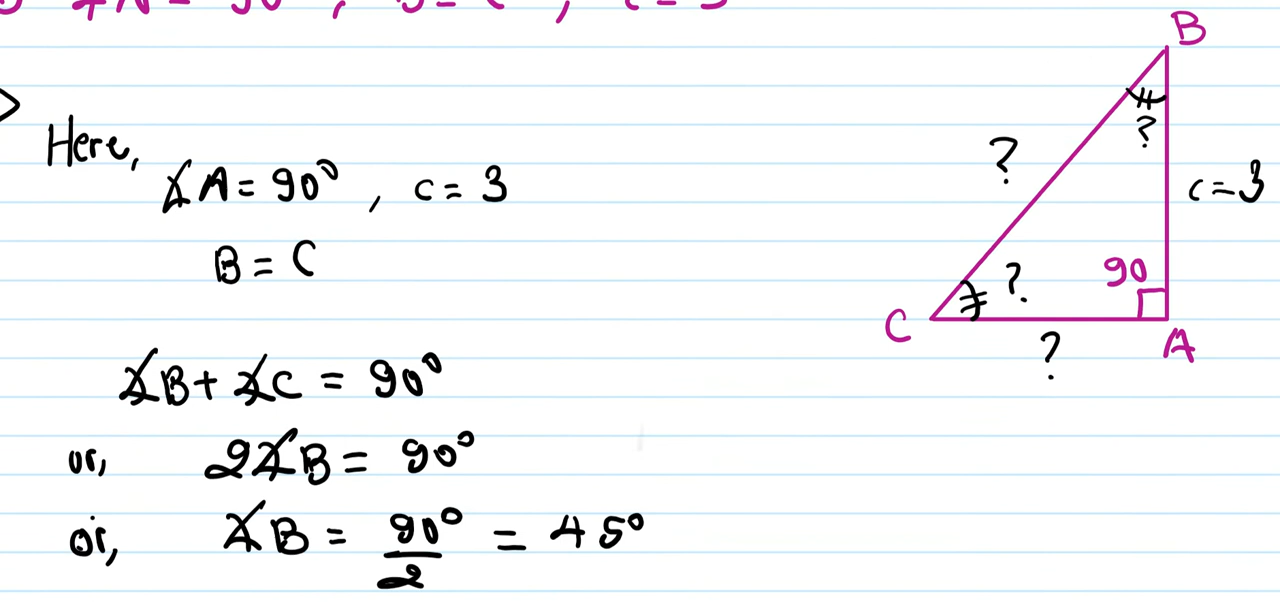 B
Here,
∡A = 90°, c = 3
B = C
?
?
c = 3
90
?
C
A
?
∡B + ∡C = 90°
or, 2∡B = 90°
or, ∡B = 90°/2 = 45°